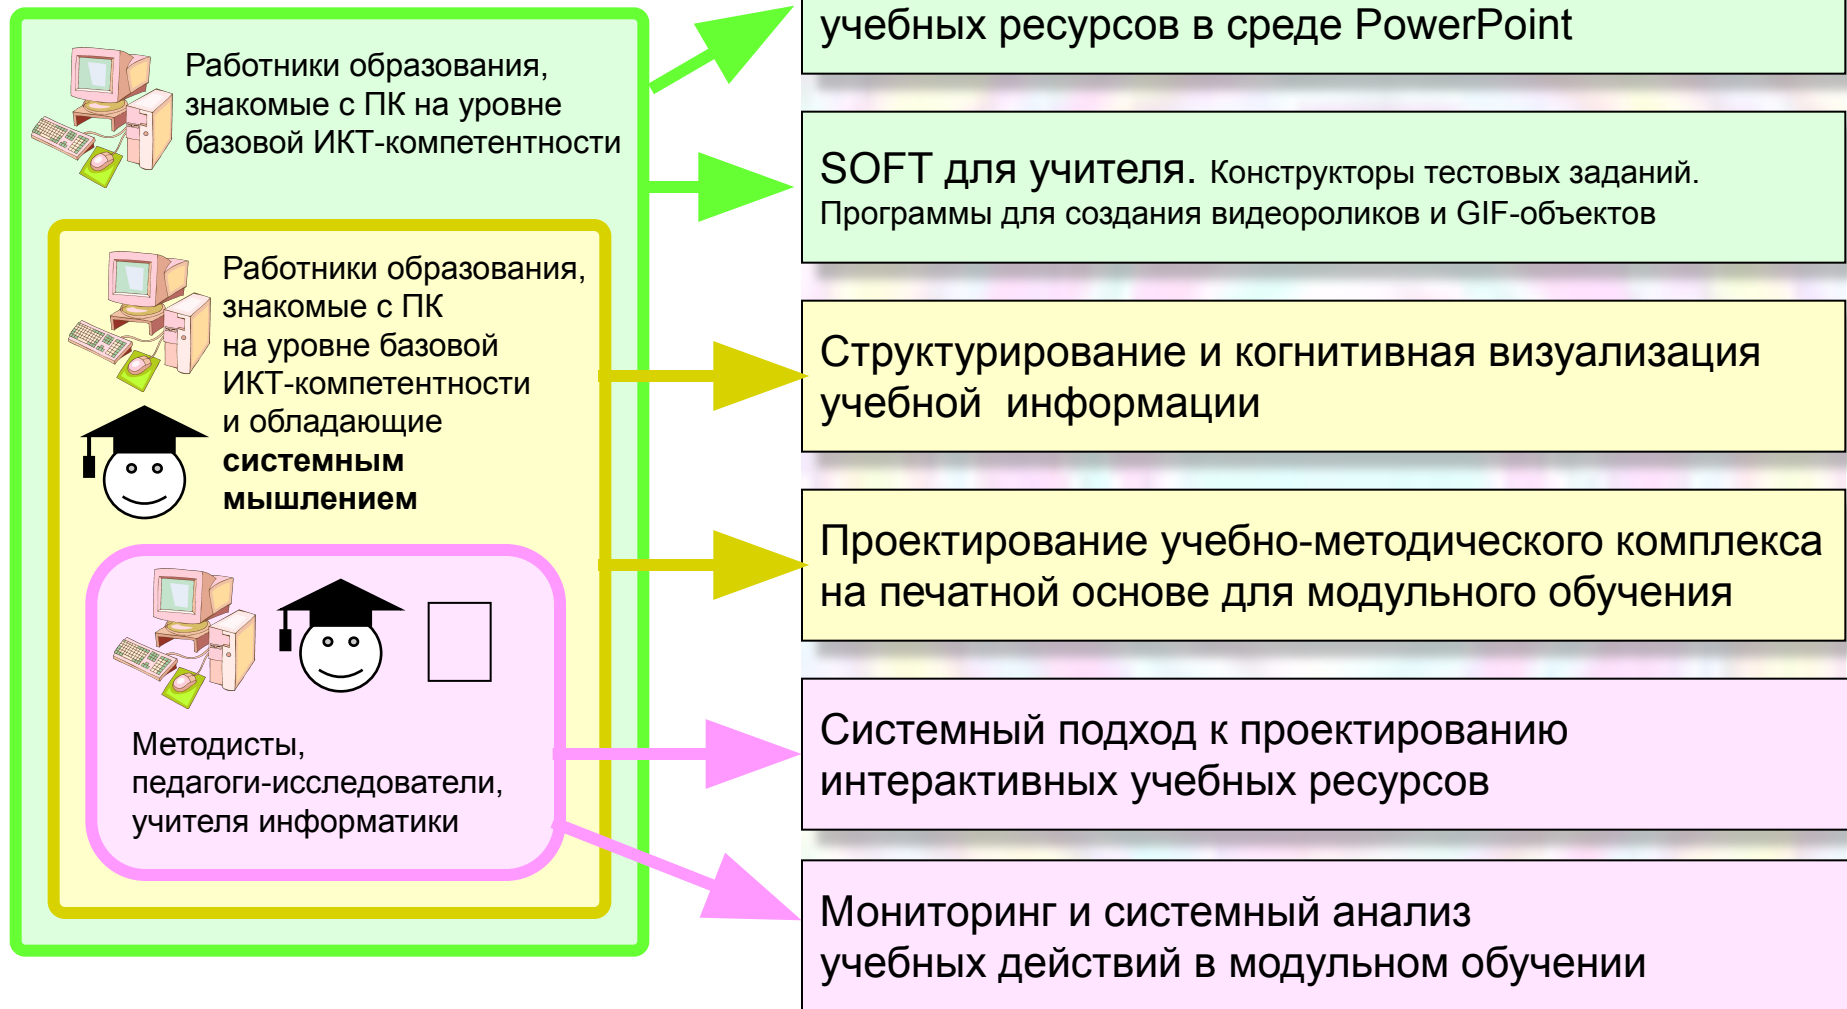 Работники образования,
знакомые с ПК на уровне
базовой ИКТ-компетентности
Работники образования,
знакомые с ПК
на уровне базовой
ИКТ-компетентности
и обладающие
системным
мышлением
Методисты,
педагоги-исследователи,
учителя информатики
учебных ресурсов в среде PowerPoint
SOFT для учителя. Конструкторы тестовых заданий.
Программы для создания видеороликов и GIF-объектов
Структурирование и когнитивная визуализация
учебной информации
Проектирование учебно-методического комплекса
на печатной основе для модульного обучения
Системный подход к проектированию
интерактивных учебных ресурсов
Мониторинг и системный анализ
учебных действий в модульном обучении